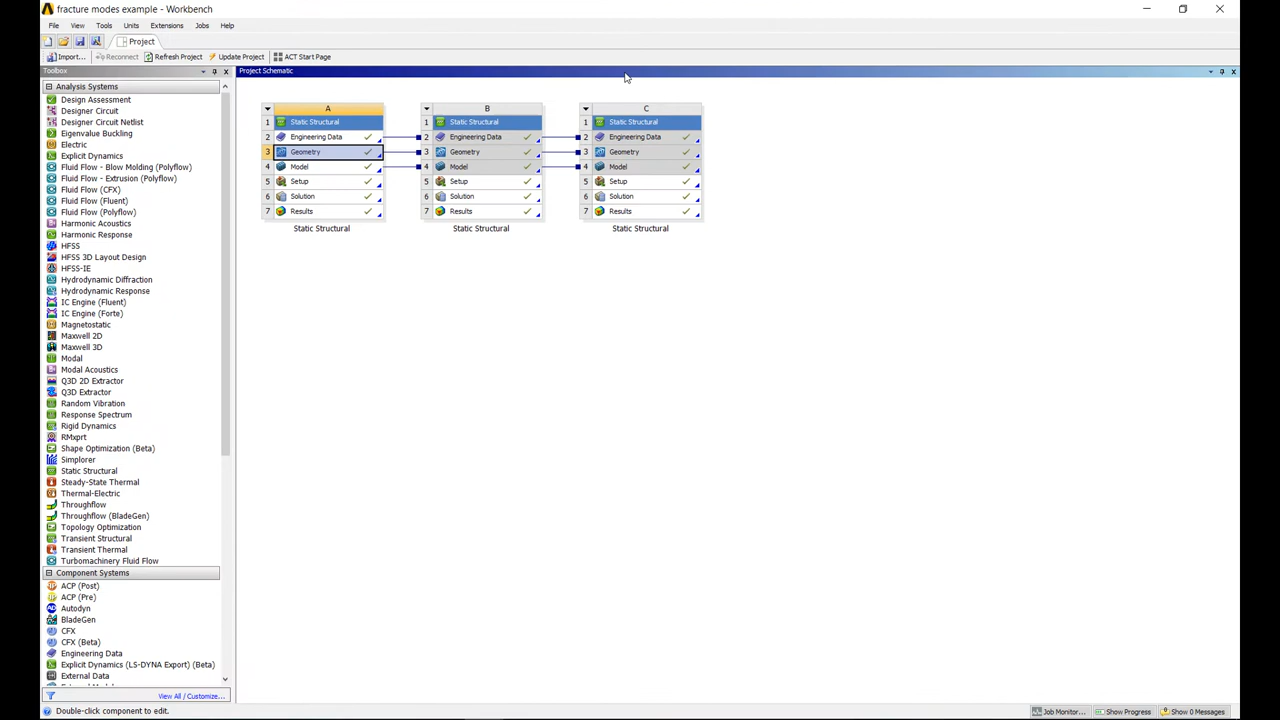 fracture modes example - Workbench
File View Tools Units Extensions Jobs Help
Project
Import... Reconnect Refresh Project Update Project ACT Start Page
Toolbox
Analysis Systems
Design Assessment
Designer Circuit
Designer Circuit Netlist
Eigenvalue Buckling
Electric
Explicit Dynamics
Fluid Flow - Blow Molding (Polyflow)
Fluid Flow - Extrusion (Polyflow)
Fluid Flow (CFX)
Fluid Flow (Fluent)
Fluid Flow (Polyflow)
Harmonic Acoustics
Harmonic Response
HFSS
HFSS 3D Layout Design
HFSS-IE
Hydrodynamic Diffraction
Hydrodynamic Response
IC Engine (Fluent)
IC Engine (Forte)
Magnetostatic
Maxwell 2D
Maxwell 3D
Modal
Modal Acoustics
Q3D 2D Extractor
Q3D Extractor
Random Vibration
Response Spectrum
Rigid Dynamics
RMxprt
Shape Optimization (Beta)
Simplorer
Static Structural
Steady-State Thermal
Thermal-Electric
Throughflow
Throughflow (BladeGen)
Topology Optimization
Transient Structural
Transient Thermal
Turbomachinery Fluid Flow
Component Systems
ACP (Post)
ACP (Pre)
Autodyn
BladeGen
CFX
CFX (Beta)
Engineering Data
Explicit Dynamics (LS-DYNA Export) (Beta)
External Data
View All / Customize...
Project Schematic
A
1 Static Structural
2 Engineering Data
3 Geometry
4 Model
5 Setup
6 Solution
7 Results
Static Structural
B
1 Static Structural
2 Engineering Data
3 Geometry
4 Model
5 Setup
6 Solution
7 Results
Static Structural
C
1 Static Structural
2 Engineering Data
3 Geometry
4 Model
5 Setup
6 Solution
7 Results
Static Structural
Double-click component to edit.
Job Monitor... Show Progress Show 0 Messages